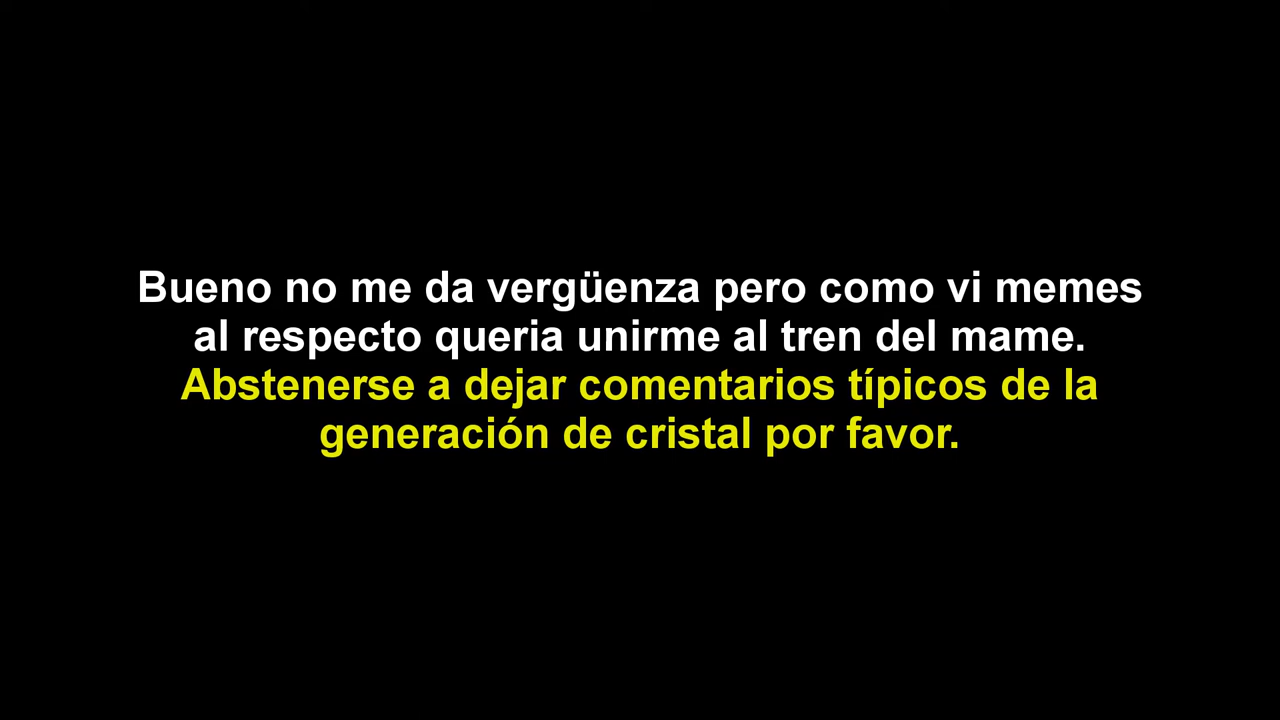 Bueno no me da vergüenza pero como vi memes
al respecto queria unirme al tren del mame.
Abstenerse a dejar comentarios típicos de la
generación de cristal por favor.